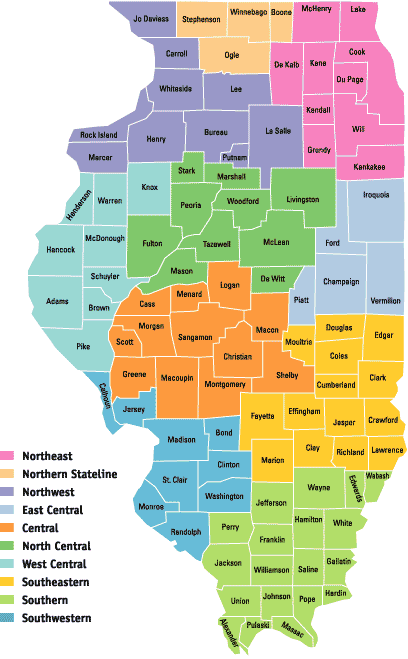 Jo Daviess
Stephenson
Winnebago
Boone
McHenry
Lake
Carroll
Ogle
De Kalb
Kane
Cook
Du Page
Whiteside
Lee
Kendall
Will
Rock Island
Henry
Bureau
La Salle
Grundy
Mercer
Putnam
Kankakee
Stark
Marshall
Henderson
Warren
Knox
Peoria
Woodford
Livingston
Iroquois
Hancock
McDonough
Fulton
Tazewell
McLean
Ford
Schuyler
Mason
Logan
De Witt
Champaign
Adams
Brown
Cass
Menard
Piatt
Vermilion
Morgan
Sangamon
Macon
Moultrie
Douglas
Edgar
Pike
Scott
Christian
Coles
Greene
Macoupin
Montgomery
Shelby
Cumberland
Clark
Calhoun
Jersey
Fayette
Effingham
Jasper
Crawford
Madison
Bond
Clay
Richland
Lawrence
Northeast
Northern Stateline
Northwest
East Central
Central
North Central
West Central
Southeastern
Southern
Southwestern
St. Clair
Clinton
Marion
Wayne
Edwards
Wabash
Monroe
Washington
Jefferson
Randolph
Perry
Hamilton
White
Franklin
Jackson
Williamson
Saline
Gallatin
Union
Johnson
Pope
Hardin
Alexander
Pulaski
Massac